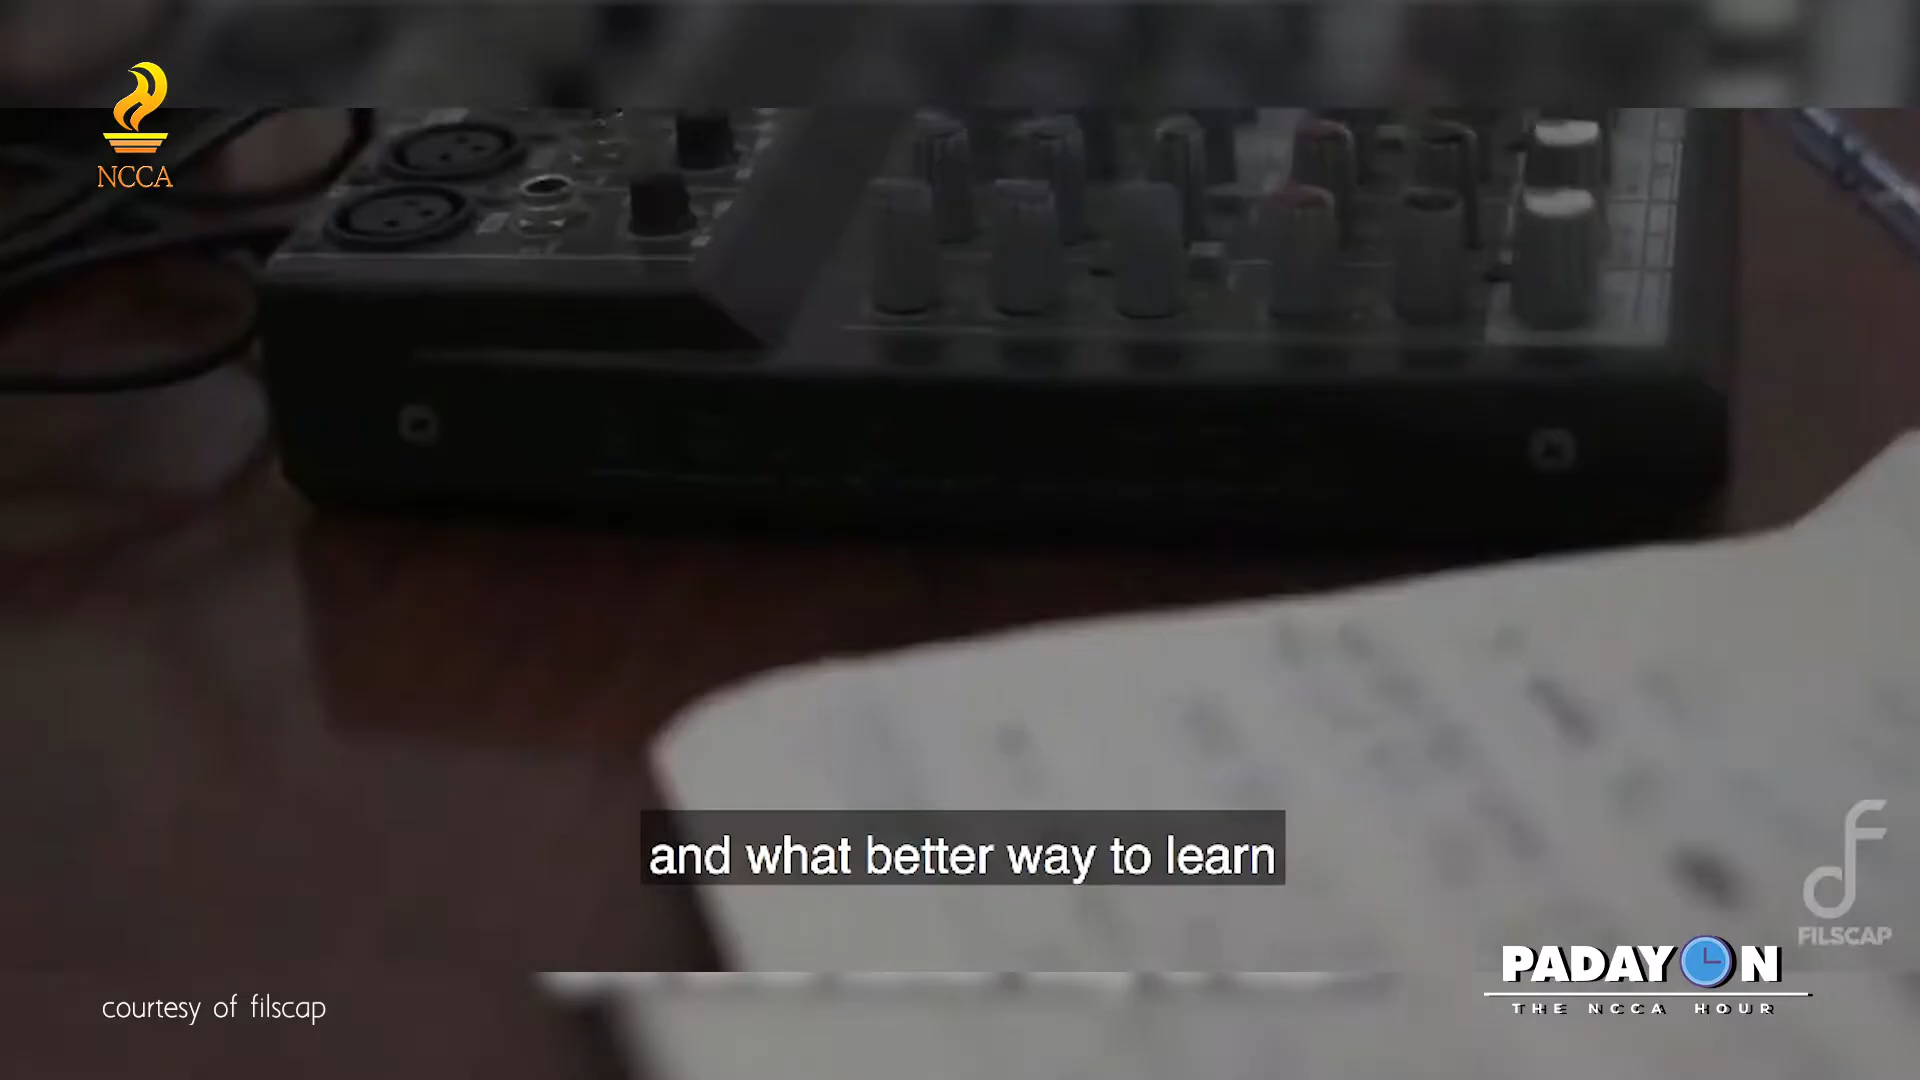 NCCA
and what better way to learn
FILSCAP
PADAYON
THE NCCA HOUR
courtesy of filscap